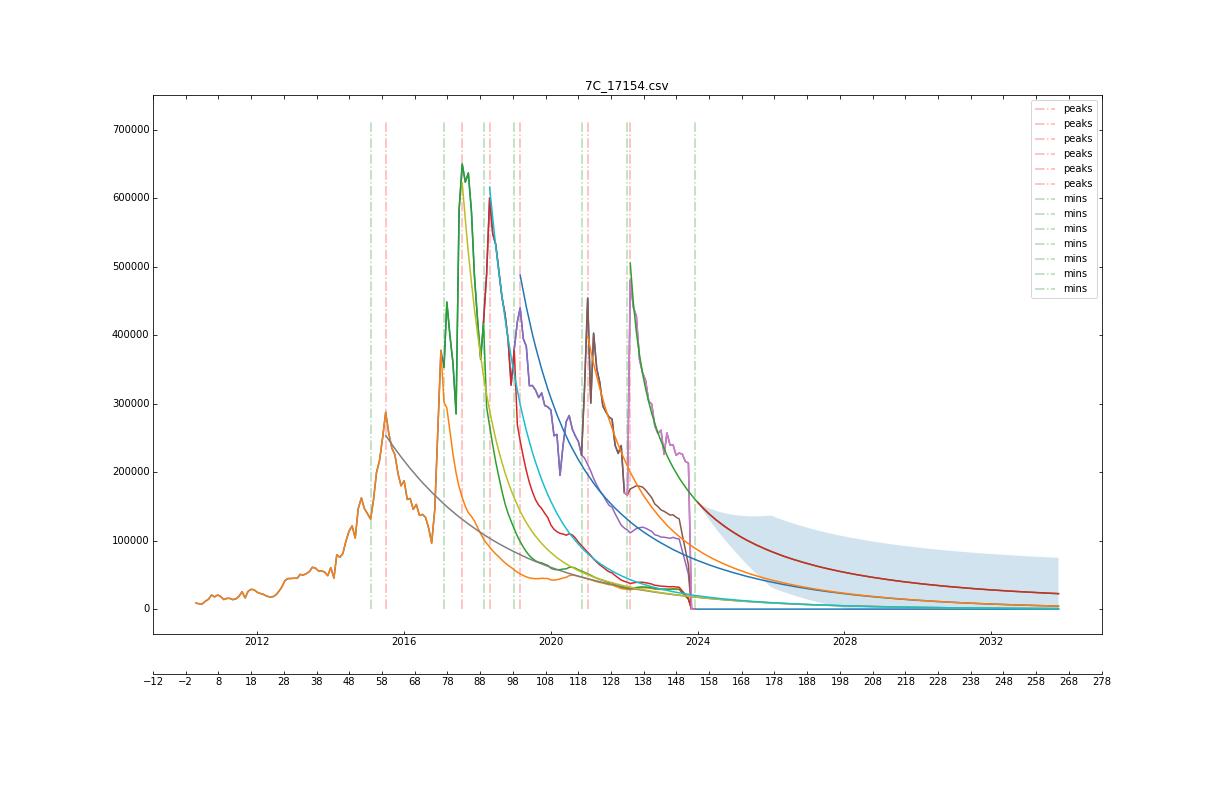 7C_17154.csv
700000
600000
500000
400000
300000
200000
100000
0
peaks
peaks
peaks
peaks
peaks
peaks
mins
mins
mins
mins
mins
mins
mins
2012 2016 2020 2024 2028 2032
−12 −2 8 18 28 38 48 58 68 78 88 98 108 118 128 138 148 158 168 178 188 198 208 218 228 238 248 258 268 278